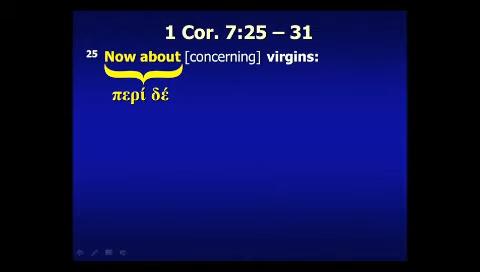 1 Cor. 7:25 – 31
25 Now about [concerning] virgins:
περί δέ